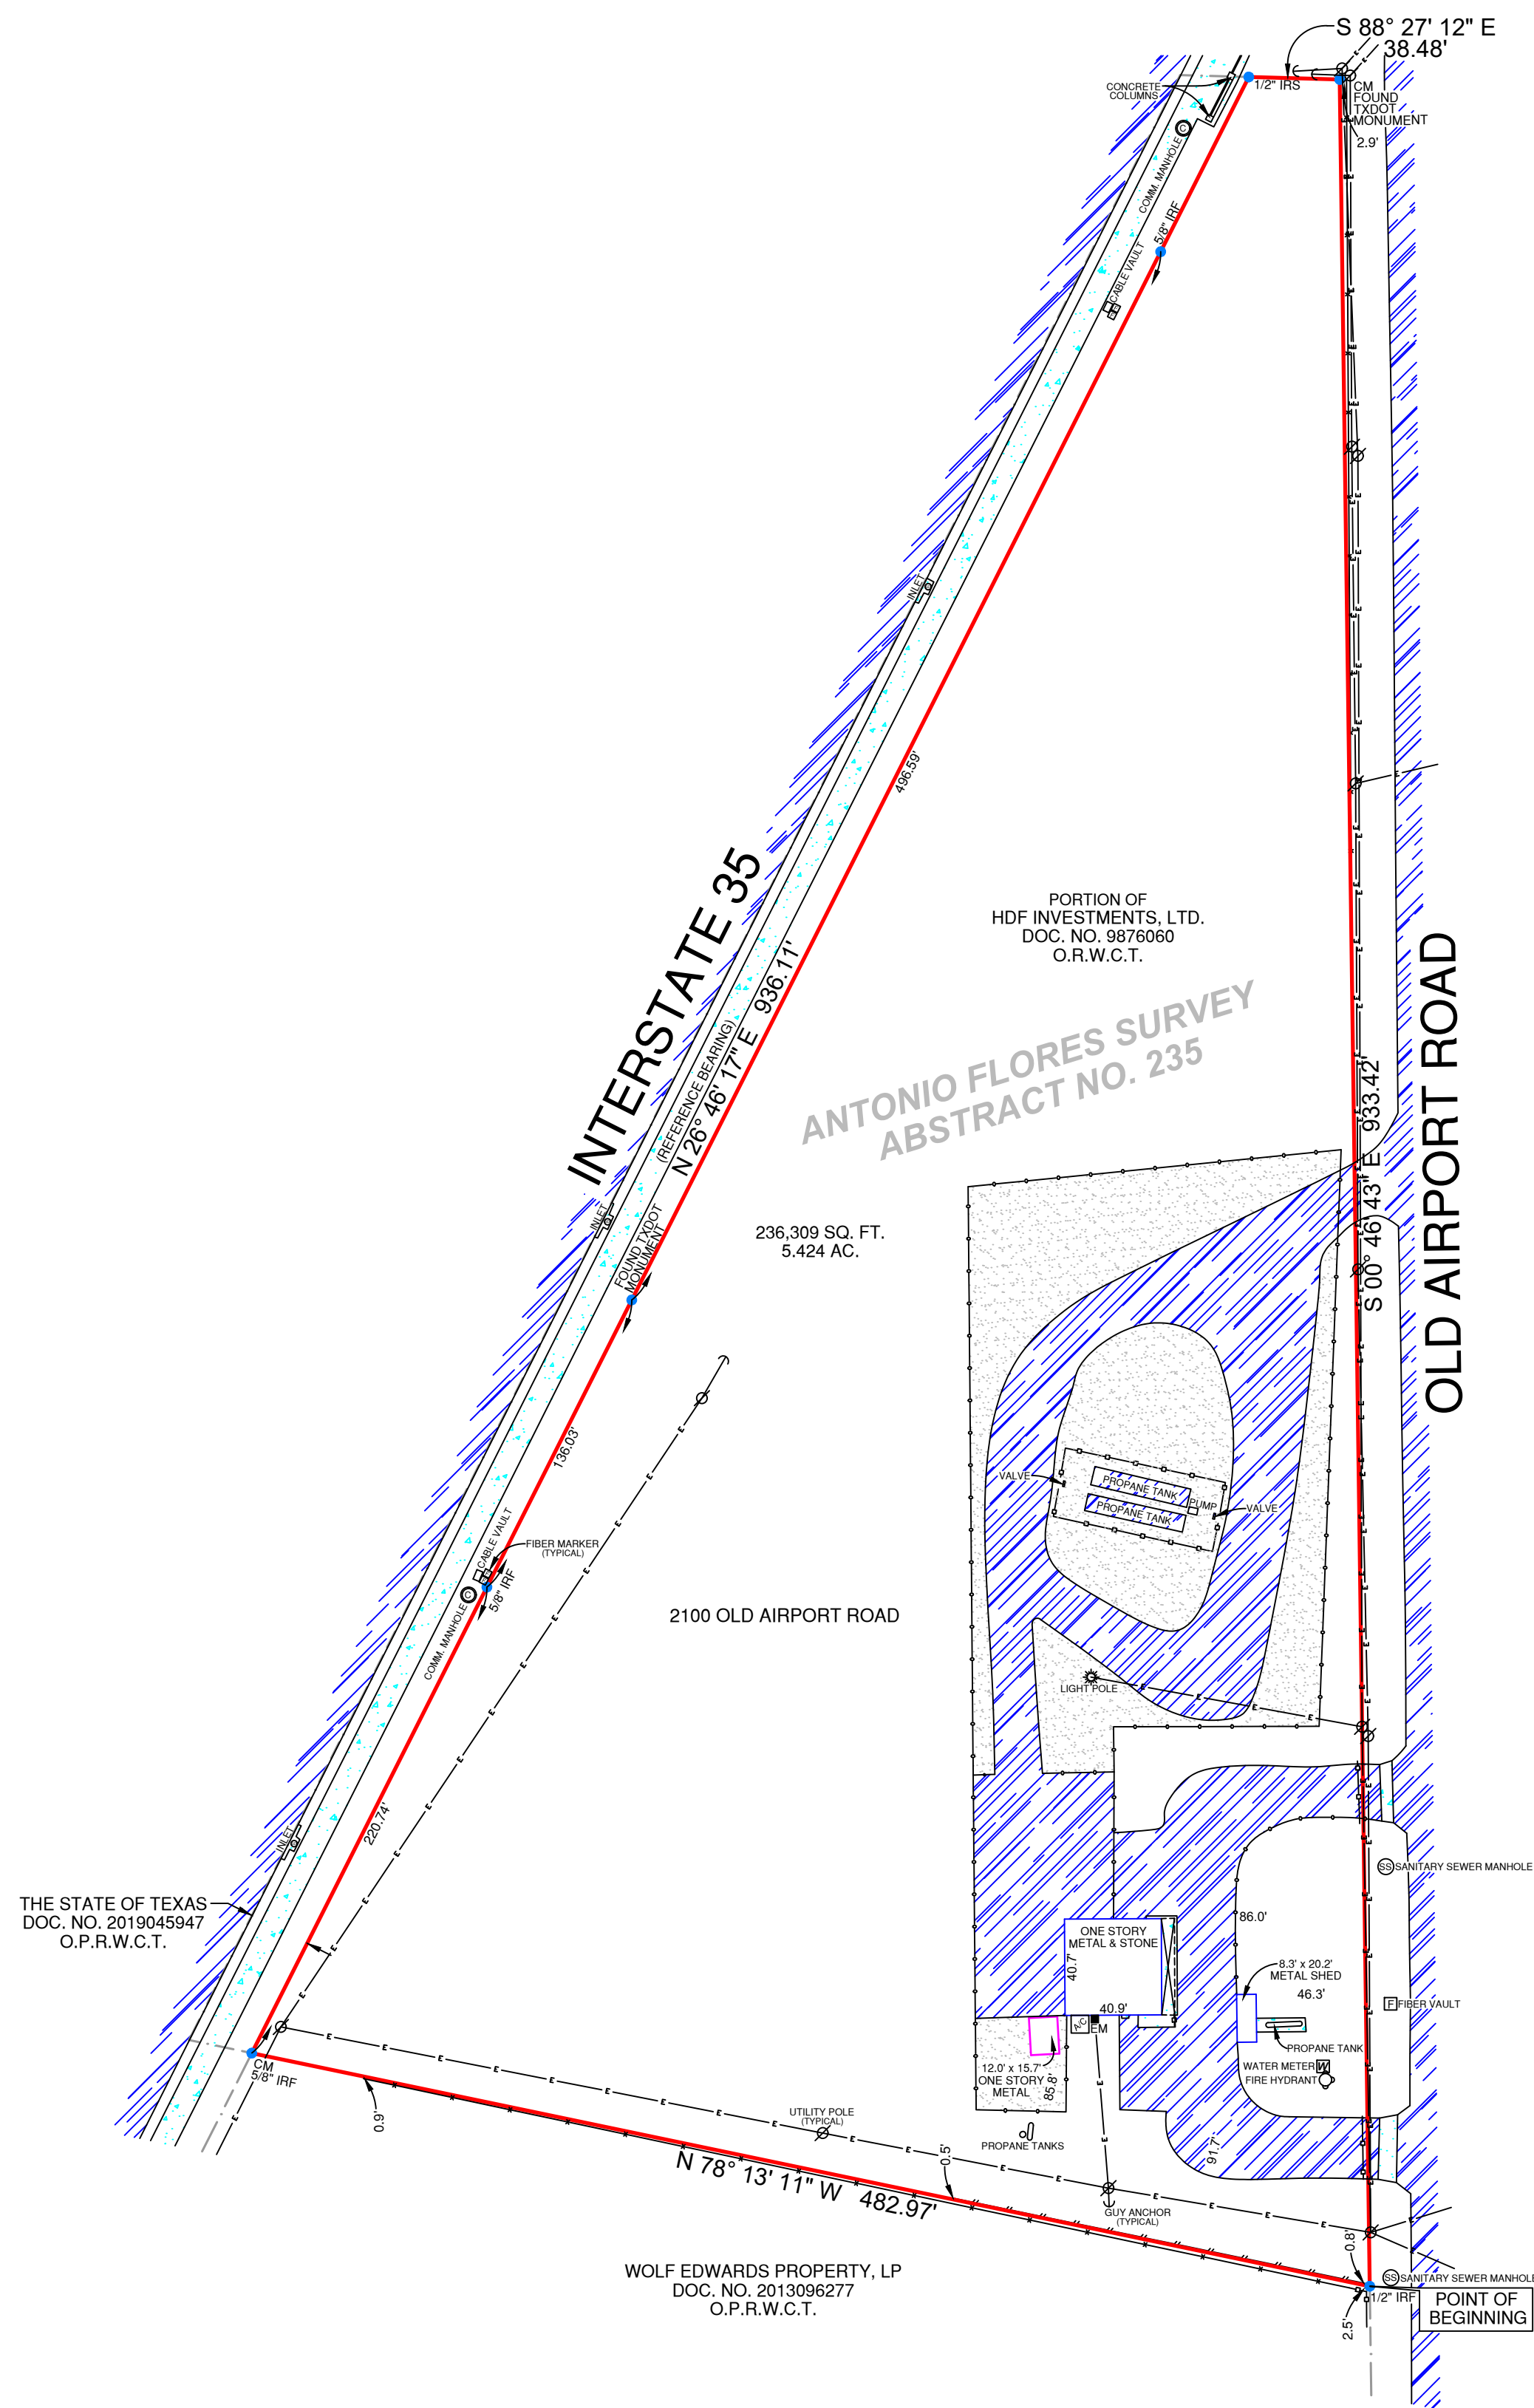 S 88° 27' 12" E
38.48'
CONCRETE
COLUMNS
1/2" IRS
CM
FOUND
TXDOT
MONUMENT
2.9'
C
COMM. MANHOLE
5/8" IRF
CABLE VAULT
INLET
496.59'
INTERSTATE 35
PORTION OF
HDF INVESTMENTS, LTD.
DOC. NO. 9876060
O.R.W.C.T.
ANTONIO FLORES SURVEY
ABSTRACT NO. 235
(REFERENCE BEARING)
N 26° 46' 17" E 936.11'
S 00° 46' 43" E 933.42'
OLD AIRPORT ROAD
INLET
FOUND TXDOT
MONUMENT
236,309 SQ. FT.
5.424 AC.
136.03'
VALVE
PROPANE TANK
PROPANE TANK
PUMP
VALVE
CABLE VAULT
FIBER MARKER
(TYPICAL)
C
COMM. MANHOLE
5/8" IRF
2100 OLD AIRPORT ROAD
LIGHT POLE
220.74'
INLET
THE STATE OF TEXAS
DOC. NO. 2019045947
O.P.R.W.C.T.
SS SANITARY SEWER MANHOLE
ONE STORY
METAL & STONE
40.7'
40.9'
86.0'
8.3' x 20.2'
METAL SHED
46.3'
F FIBER VAULT
A/C
EM
PROPANE TANK
WATER METER W
FIRE HYDRANT
12.0' x 15.7'
ONE STORY
METAL
85.8'
CM
5/8" IRF
0.9'
UTILITY POLE
(TYPICAL)
PROPANE TANKS
0.5'
91.7'
N 78° 13' 11" W 482.97'
GUY ANCHOR
(TYPICAL)
0.8'
WOLF EDWARDS PROPERTY, LP
DOC. NO. 2013096277
O.P.R.W.C.T.
SS SANITARY SEWER MANHOLE
1/2" IRF
POINT OF
BEGINNING
2.5'